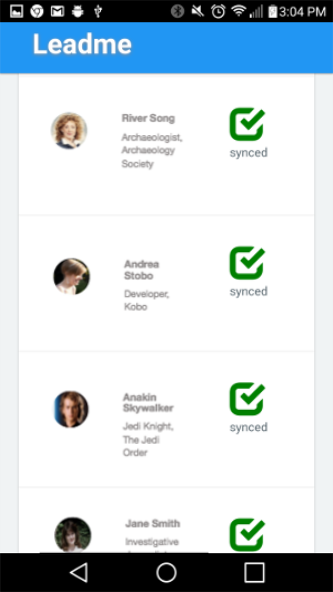 3:04 PM
Leadme
River Song
Archaeologist,
Archaeology
Society
synced
Andrea
Stobo
Developer,
Kobo
synced
Anakin
Skywalker
Jedi Knight,
The Jedi
Order
synced
Jane Smith
Investigative